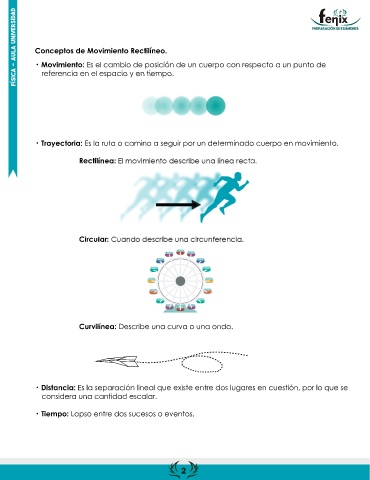 FÍSICA - AULA UNIVERSIDAD
fenix
PREPARACIÓN DE EXÁMENES
Conceptos de Movimiento Rectilíneo.
• Movimiento: Es el cambio de posición de un cuerpo con respecto a un punto de
referencia en el espacio y en tiempo.
• Trayectoria: Es la ruta o camino a seguir por un determinado cuerpo en movimiento.
Rectilínea: El movimiento describe una línea recta.
Circular: Cuando describe una circunferencia.
Curvilínea: Describe una curva o una onda.
• Distancia: Es la separación lineal que existe entre dos lugares en cuestión, por lo que se
considera una cantidad escalar.
• Tiempo: Lapso entre dos sucesos o eventos.
2